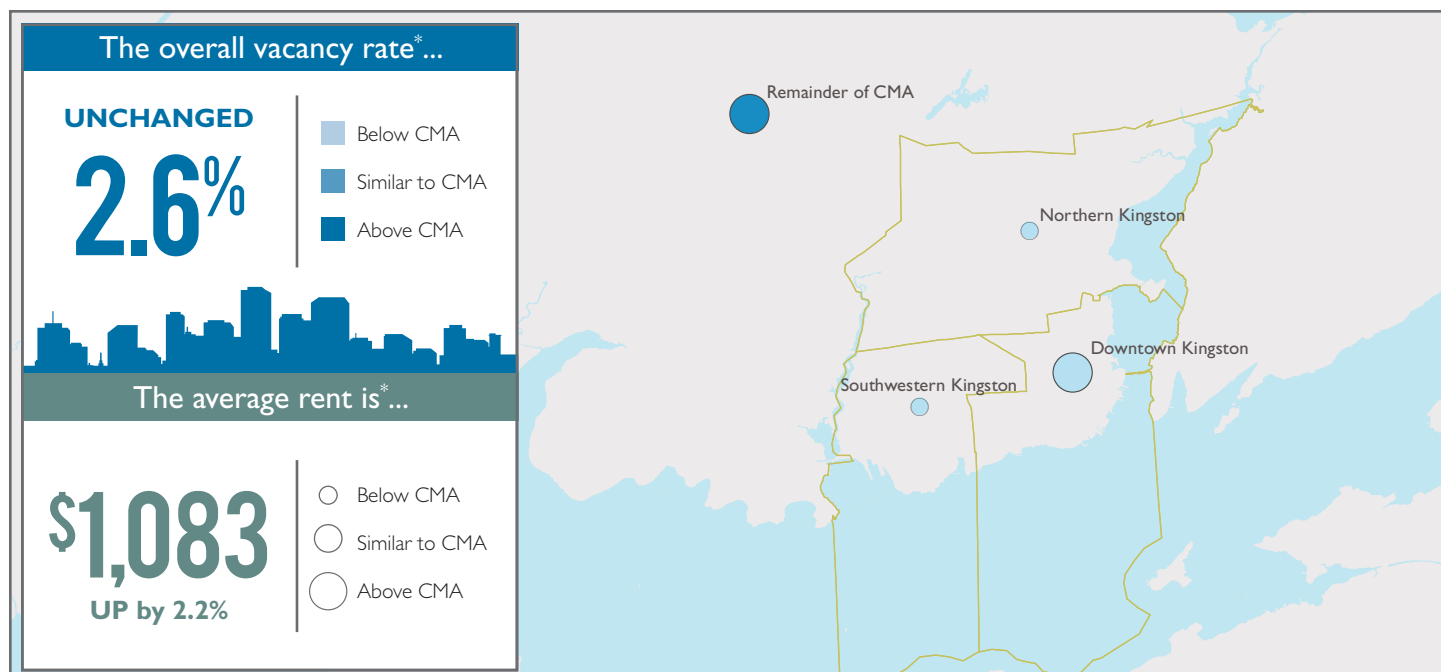 The overall vacancy rate*...
UNCHANGED
2.6%
Below CMA
Similar to CMA
Above CMA
The average rent is*...
$1,083
UP by 2.2%
Below CMA
Similar to CMA
Above CMA
Remainder of CMA
Northern Kingston
Downtown Kingston
Southwestern Kingston